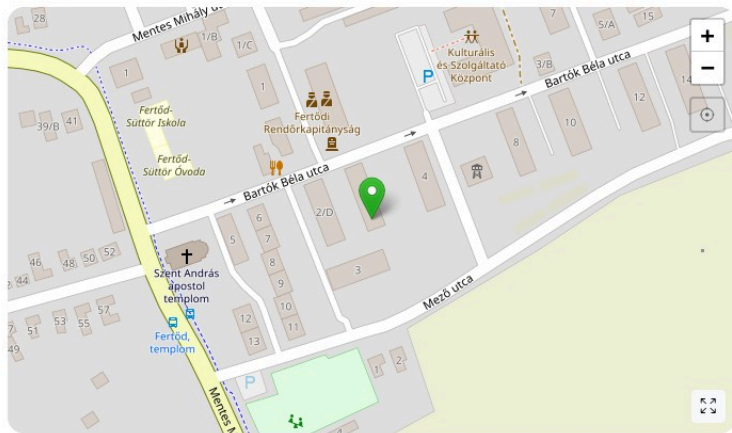 28
Mentes Mihály u
1/B
1/C
7
5/A
15
1
1
Kulturális
és Szolgáltató
Központ
3/B
Bartók Béla utca
14
12
10
8
P
Fertőd-
Süttör Iskola
39/B
41
Fertődi
Rendőrkapitányság
Fertőd-
Süttör Óvoda
Bartók Béla utca
4
2/D
6
5
7
8
9
10
11
12
13
3
46
48
50
52
44
42
Szent András
apostol
templom
Mező utca
51
53
55
57
49
Fertőd,
templom
P
1
2
Mentes M
4
+
−